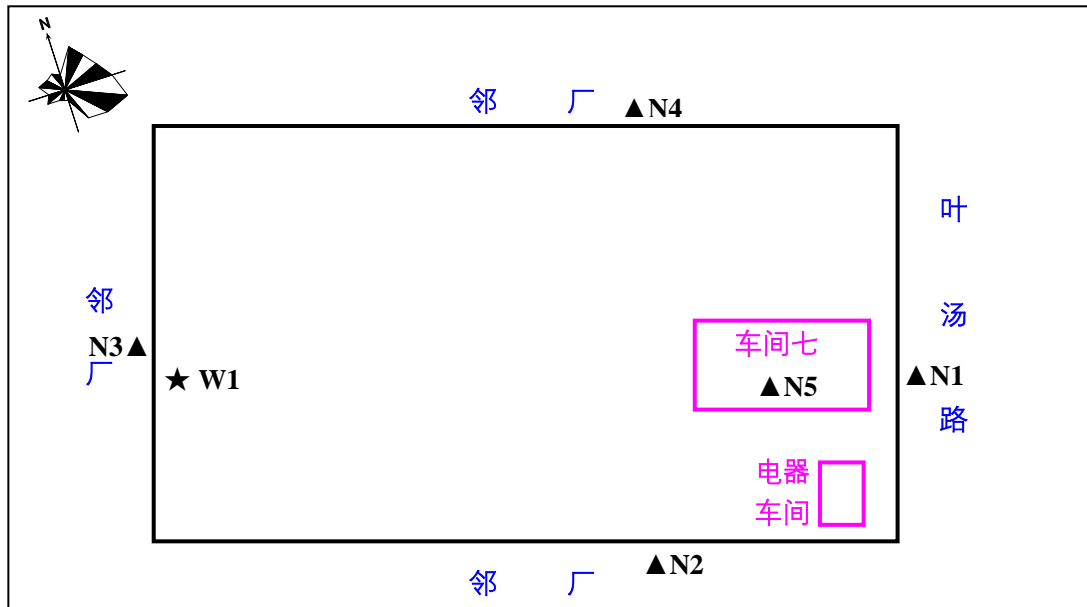 N
邻 厂 ▲N4
叶
汤
路
邻
厂
N3▲
★ W1
车间七
▲N5
▲N1
电器
车间
▲N2
邻 厂